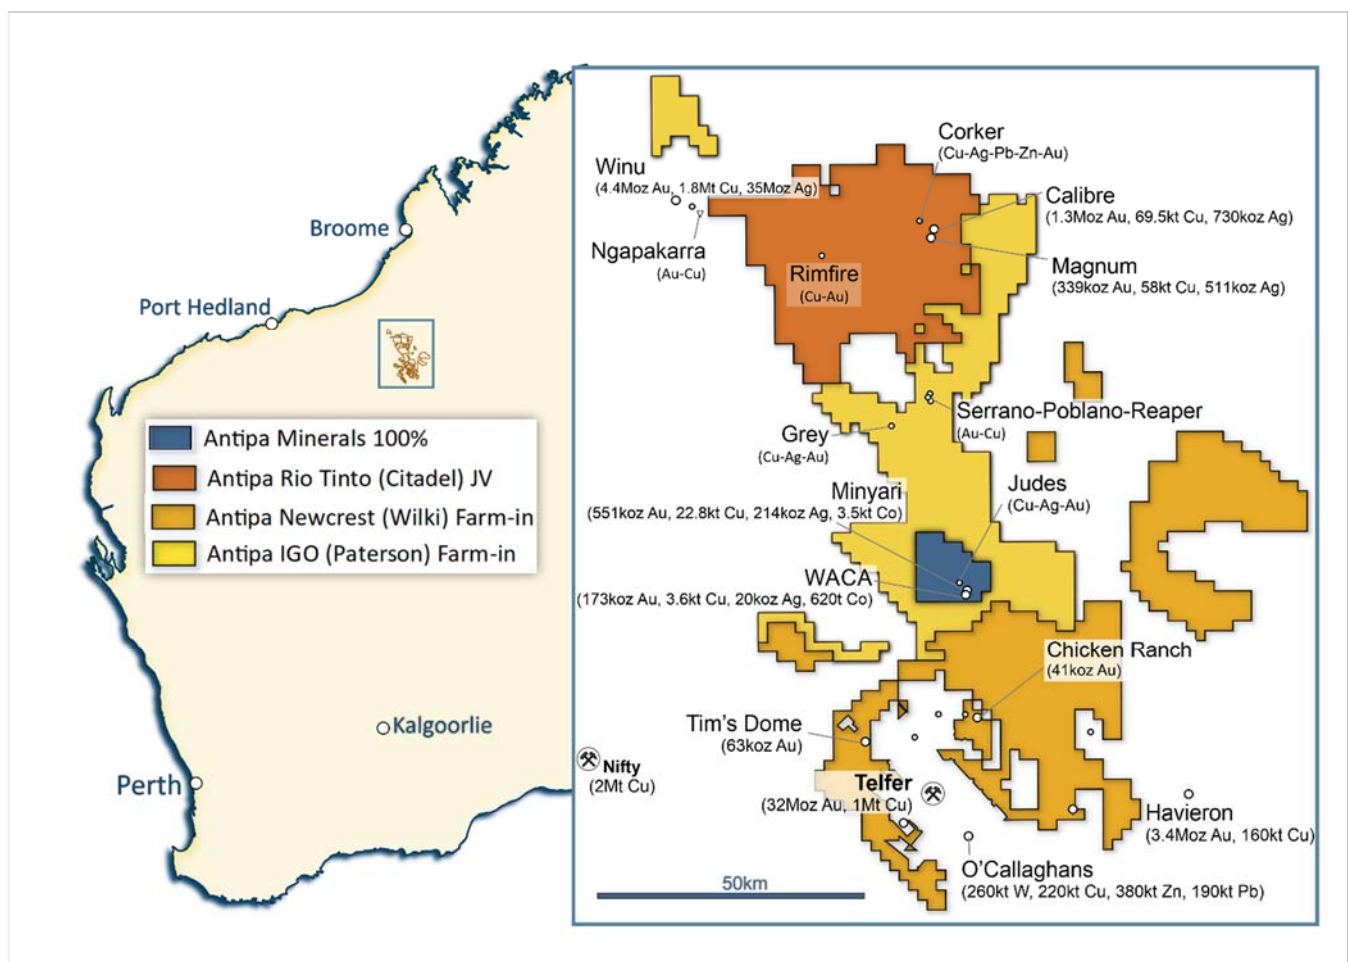 Broome
Port Hedland
Kalgoorlie
Perth
Antipa Minerals 100%
Antipa Rio Tinto (Citadel) JV
Antipa Newcrest (Wilki) Farm-in
Antipa IGO (Paterson) Farm-in
Corker
(Cu-Ag-Pb-Zn-Au)
Winu
(4.4Moz Au, 1.8Mt Cu, 35Moz Ag)
Calibre
(1.3Moz Au, 69.5kt Cu, 730koz Ag)
Ngapakarra
(Au-Cu)
Rimfire
(Cu-Au)
Magnum
(339koz Au, 58kt Cu, 511koz Ag)
Serrano-Poblano-Reaper
(Au-Cu)
Grey
(Cu-Ag-Au)
Minyari
(551koz Au, 22.8kt Cu, 214koz Ag, 3.5kt Co)
Judes
(Cu-Ag-Au)
WACA
(173koz Au, 3.6kt Cu, 20koz Ag, 620t Co)
Chicken Ranch
(41koz Au)
Tim's Dome
(63koz Au)
Nifty
(2Mt Cu)
Telfer
(32Moz Au, 1Mt Cu)
Havieron
(3.4Moz Au, 160kt Cu)
O'Callaghans
(260kt W, 220kt Cu, 380kt Zn, 190kt Pb)
50km